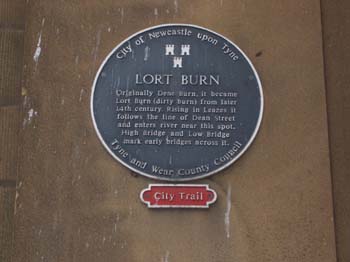 City of Newcastle upon Tyne
LORT BURN
Originally Dene Burn, it became
Lort Burn (dirty burn) from later
14th century. Rising in Leazes it
follows the line of Dean Street
and enters river near this spot.
High Bridge and Low Bridge
mark early bridges across it.
Tyne and Wear County Council
City Trail